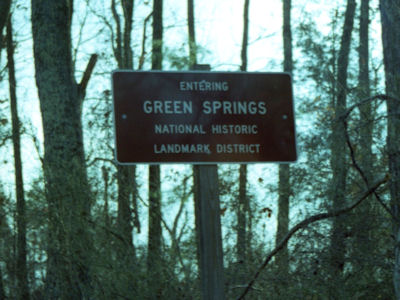 ENTERING
GREEN SPRINGS
NATIONAL HISTORIC
LANDMARK DISTRICT